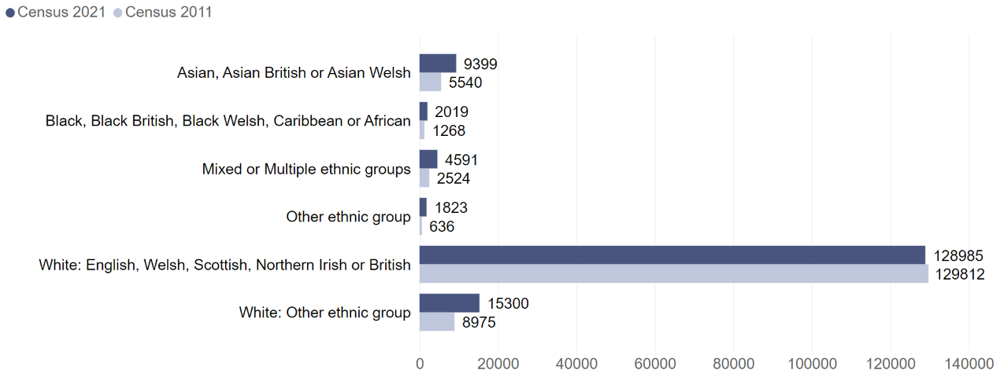 Census 2021 Census 2011
Asian, Asian British or Asian Welsh
9399
5540
Black, Black British, Black Welsh, Caribbean or African
2019
1268
Mixed or Multiple ethnic groups
4591
2524
Other ethnic group
1823
636
White: English, Welsh, Scottish, Northern Irish or British
128985
129812
White: Other ethnic group
15300
8975
0 20000 40000 60000 80000 100000 120000 140000